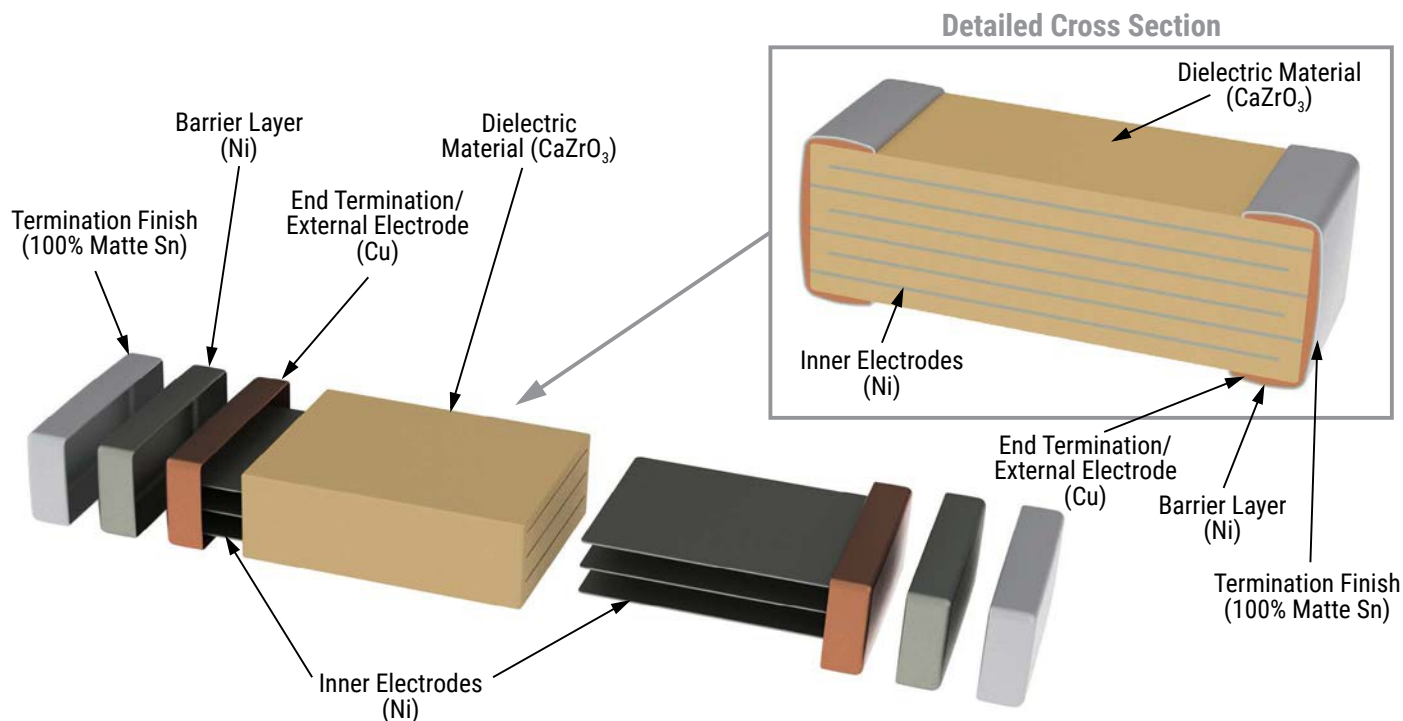 Detailed Cross Section
Dielectric Material
(CaZrO₃)
Barrier Layer
(Ni)
Dielectric
Material (CaZrO₃)
End Termination/
External Electrode
(Cu)
Termination Finish
(100% Matte Sn)
Inner Electrodes
(Ni)
End Termination/
External Electrode
(Cu)
Barrier Layer
(Ni)
Termination Finish
(100% Matte Sn)
Inner Electrodes
(Ni)